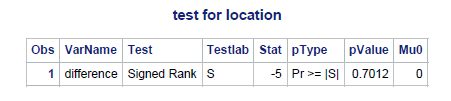 test for location
Obs VarName Test Testlab Stat pType pValue Mu0
1 difference Signed Rank S -5 Pr >= |S| 0.7012 0